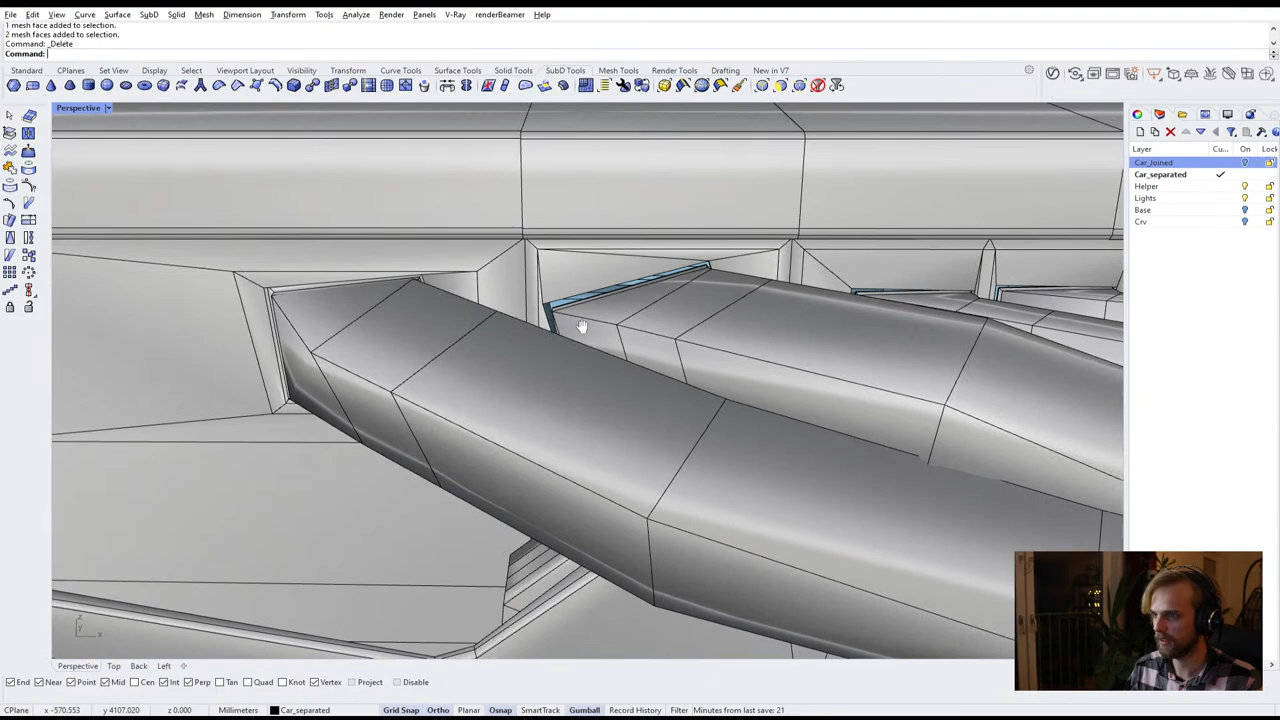 File Edit View Curve Surface SubD Solid Mesh Dimension Transform Tools Analyze Render Panels V-Ray renderBeamer Help
1 mesh face added to selection.
2 mesh faces added to selection.
Command: _Delete
Command:
Standard CPlanes Set View Display Select Viewport Layout Visibility Transform Curve Tools Surface Tools Solid Tools SubD Tools Mesh Tools Render Tools Drafting New in V7
Perspective
Layer Cu... On Lock
Car_Joined
Car_separated
Helper
Lights
Base
Crv
z
y x
Perspective Top Back Left
End Near Point Mid Cen Int Perp Tan Quad Knot Vertex Project Disable
CPlane x -570.553 y 4107.020 z 0.000 Millimeters Car_separated Grid Snap Ortho Planar Osnap SmartTrack Gumball Record History Filter Minutes from last save: 21